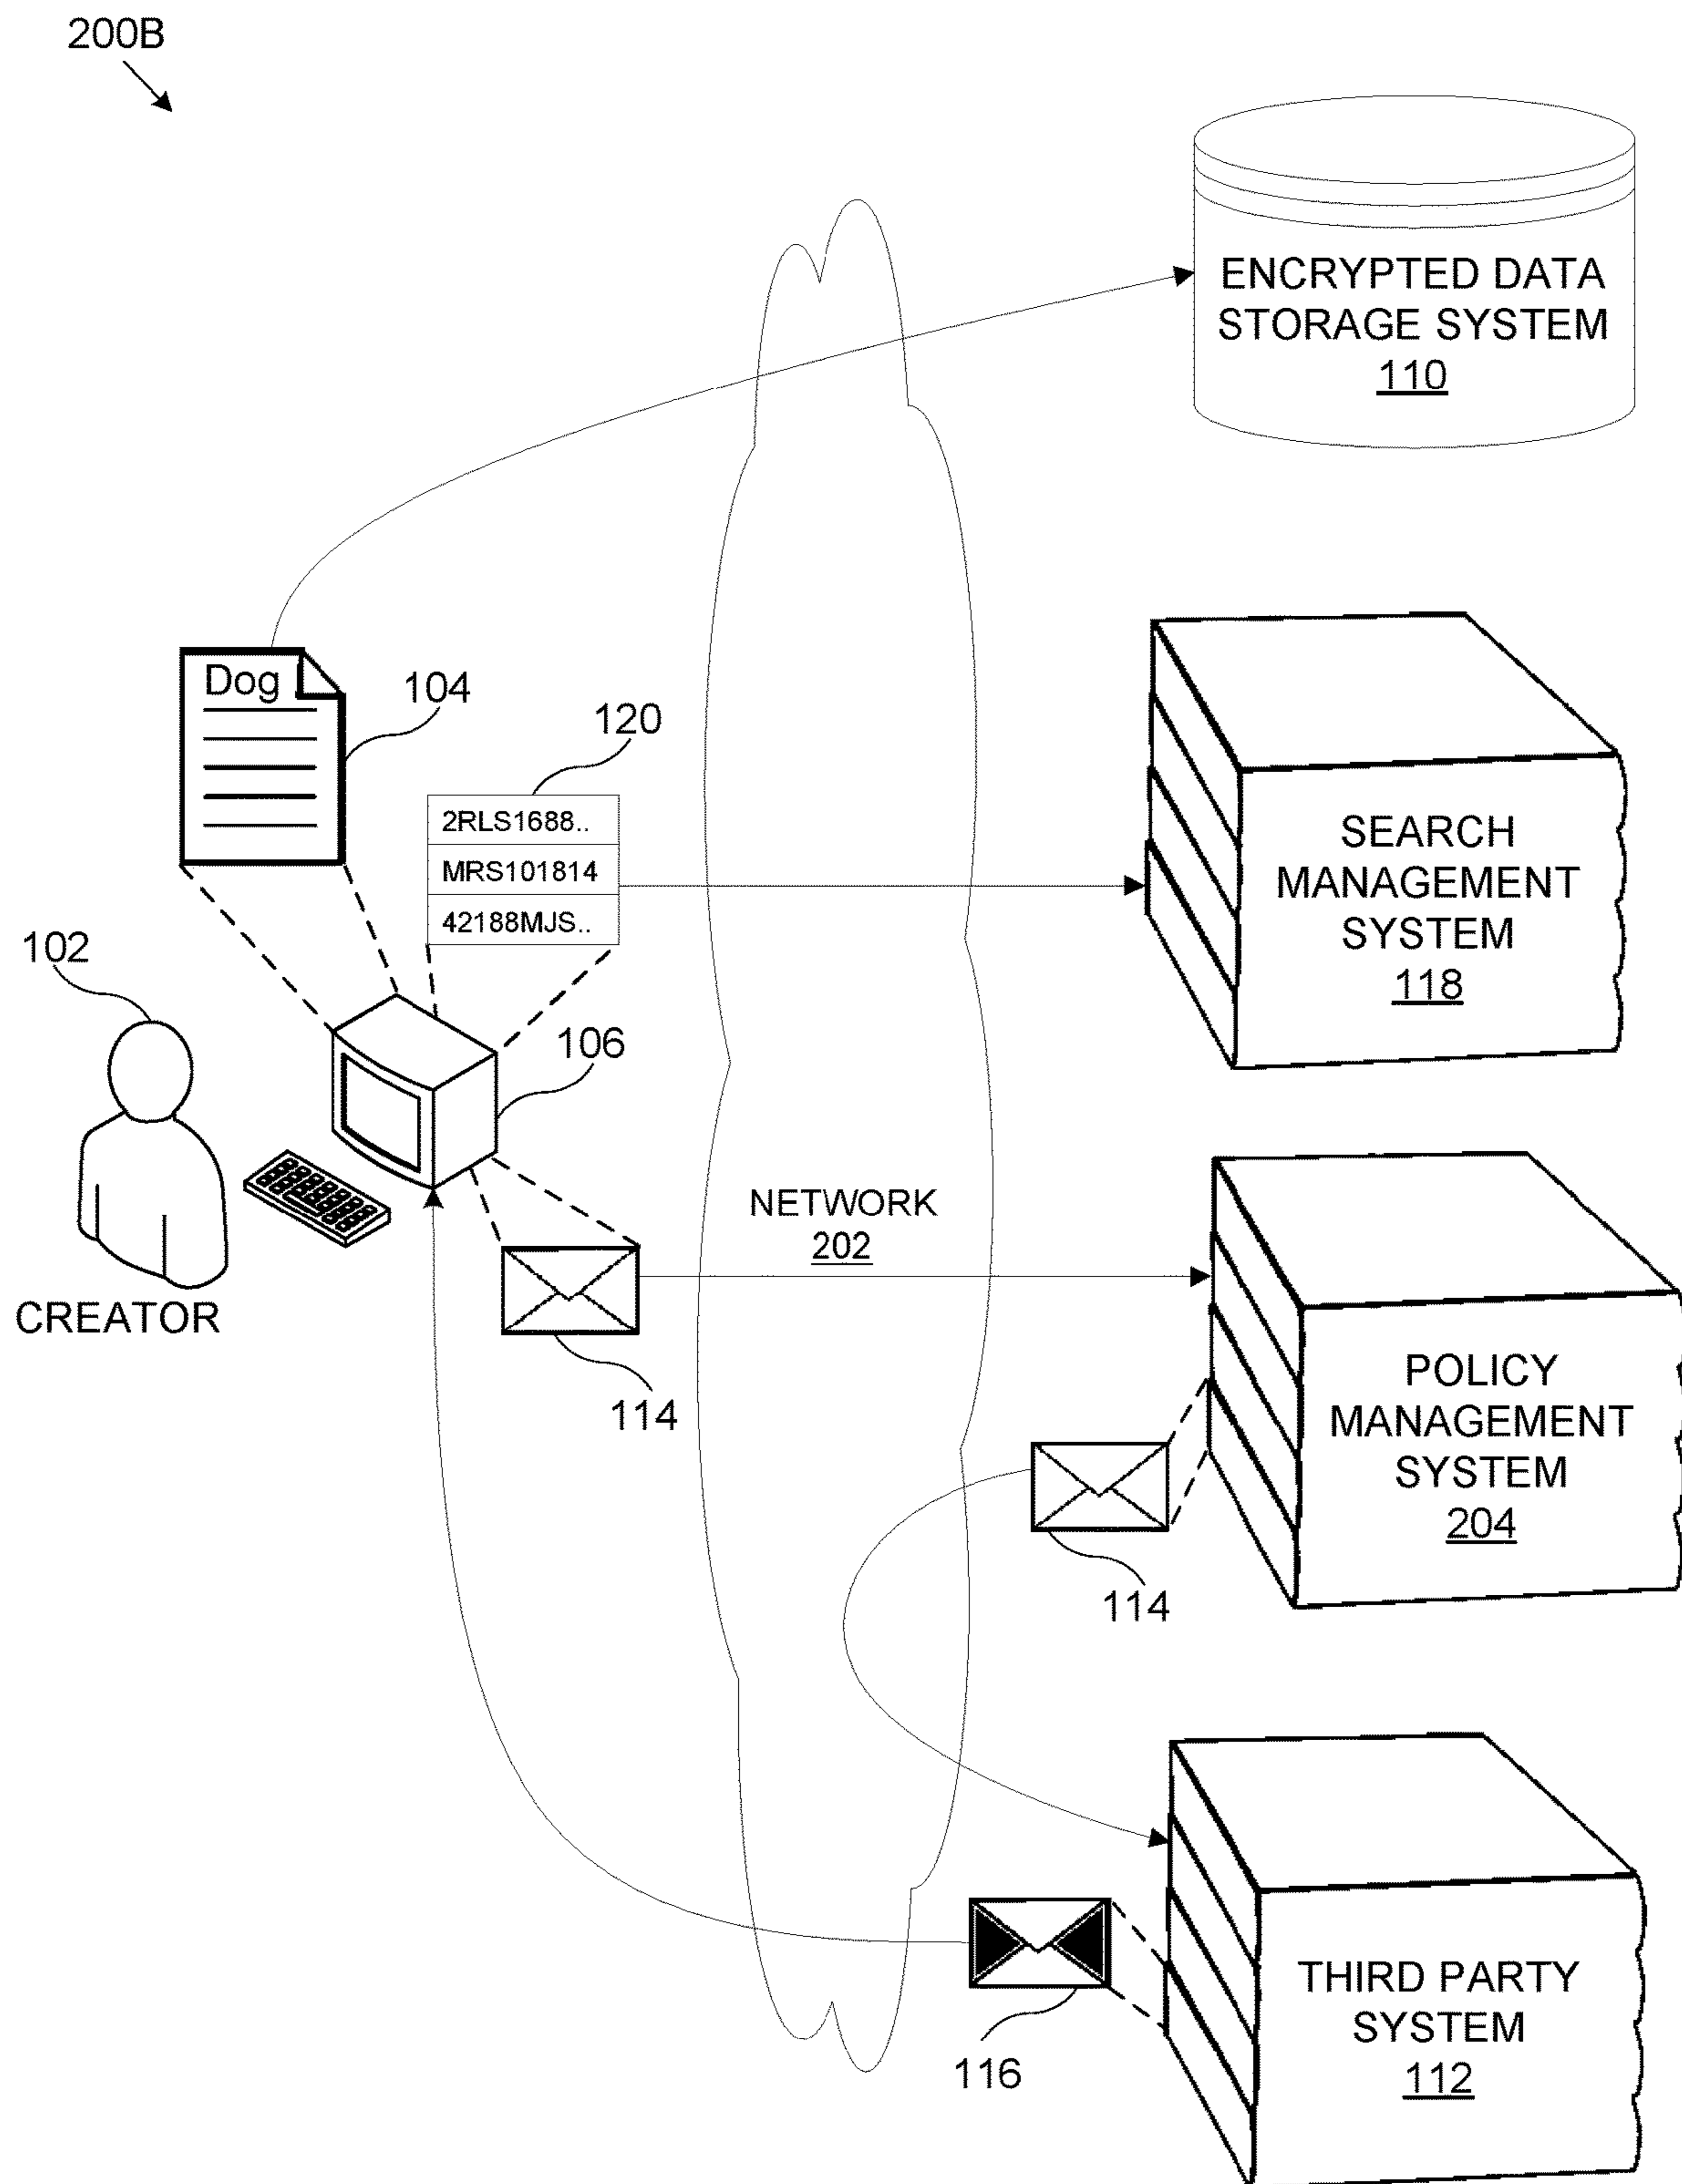 200B
ENCRYPTED DATA
STORAGE SYSTEM
110
Dog
104
120
2RLS1688..
MRS101814
42188MJS..
SEARCH
MANAGEMENT
SYSTEM
118
102
106
CREATOR
NETWORK
202
114
POLICY
MANAGEMENT
SYSTEM
204
114
THIRD PARTY
SYSTEM
112
116